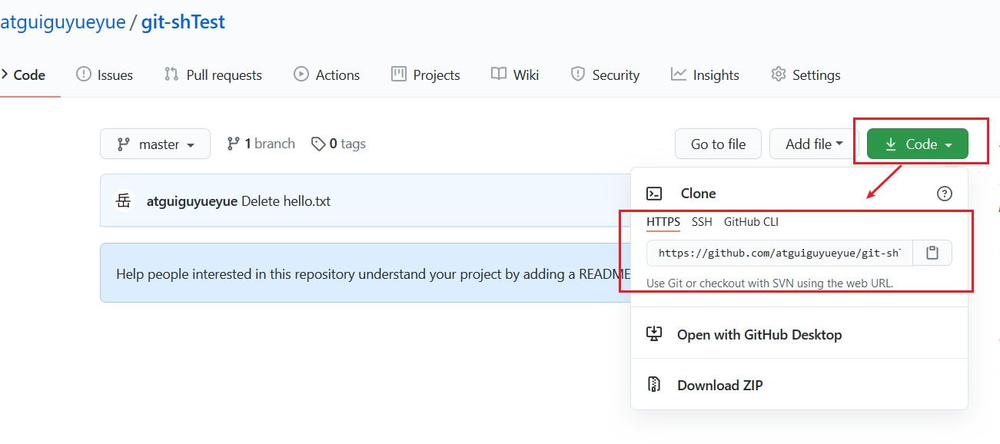 atguiguyueyue / git-shTest
Code Issues Pull requests Actions Projects Wiki Security Insights Settings
master 1 branch 0 tags Go to file Add file Code
岳 atguiguyueyue Delete hello.txt
Help people interested in this repository understand your project by adding a README
Clone
HTTPS SSH GitHub CLI
https://github.com/atguiguyueyue/git-sh
Use Git or checkout with SVN using the web URL.
Open with GitHub Desktop
Download ZIP